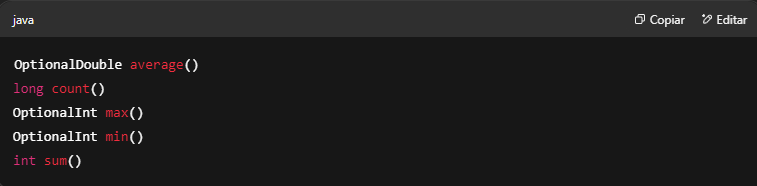 java Copiar Editar
OptionalDouble average()
long count()
OptionalInt max()
OptionalInt min()
int sum()